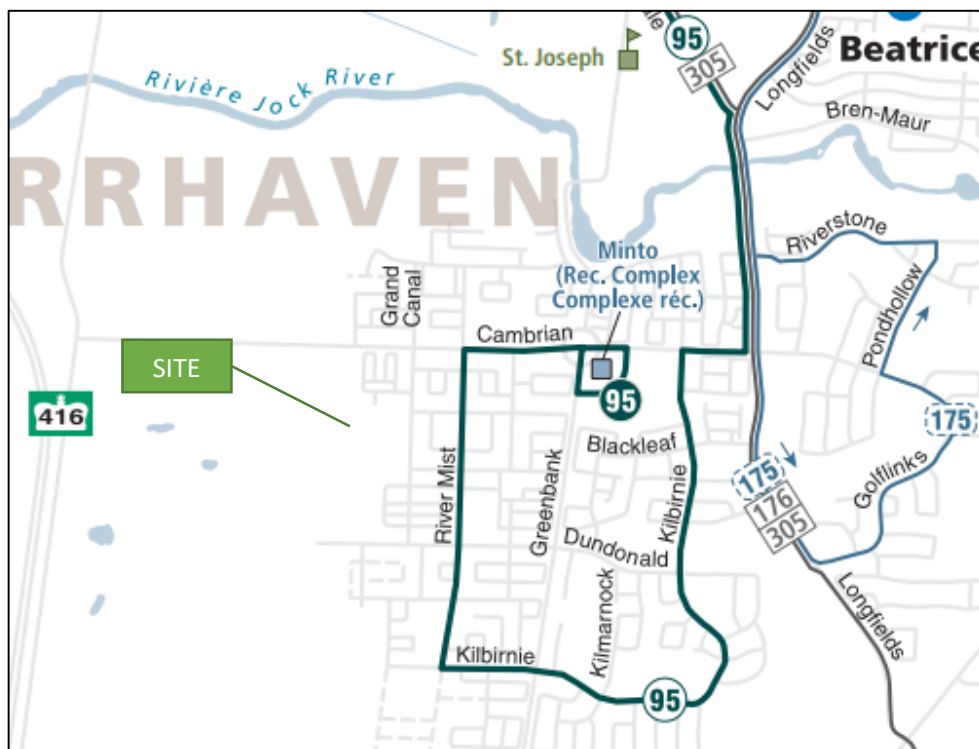 95
305
St. Joseph
Longfields
Beatrice
Rivière Jock River
Bren-Maur
RRHAVEN
Riverstone
Minto
(Rec. Complex
Complexe réc.)
Grand
Canal
Pondhollow
Cambrian
SITE
95
416
175
Blackleaf
175
Golflinks
176
305
River Mist
Greenbank
Kilbirnie
Dundonald
Kilmarnock
Longfields
Kilbirnie
95